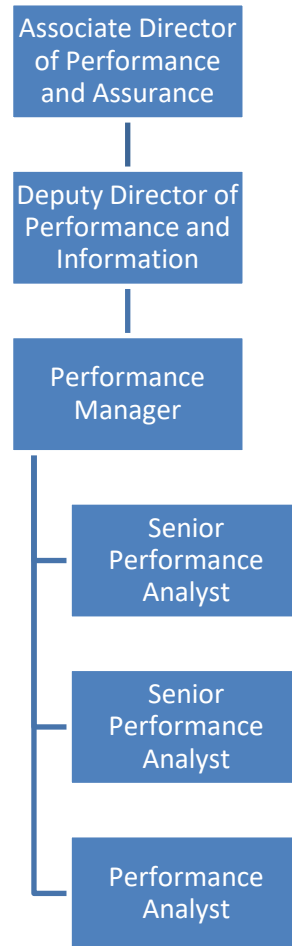 Associate Director
of Performance
and Assurance
Deputy Director of
Performance and
Information
Performance
Manager
Senior
Performance
Analyst
Senior
Performance
Analyst
Performance
Analyst